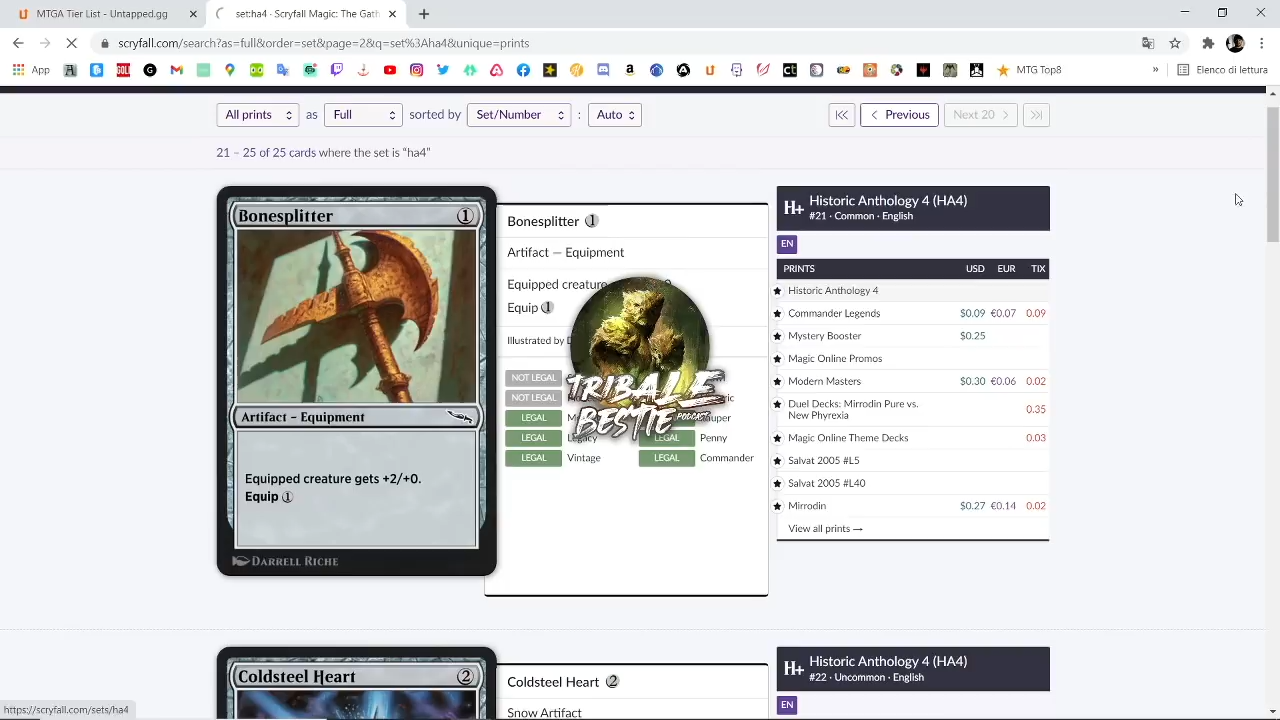 MTGA Tier List - Untapped.gg
set:ha4 · Scryfall Magic: The Gath
scryfall.com/search?as=full&order=set&page=2&q=set%3Aha4&unique=prints
App
MTG Top8
»
Elenco di lettura
All prints as Full sorted by Set/Number : Auto
Previous
Next 20
21 – 25 of 25 cards where the set is “ha4”
Bonesplitter 1
Artifact – Equipment
Equipped creature gets +2/+0.
Equip 1
Darrell Riche
Bonesplitter 1
Artifact — Equipment
Equipped creature
Equip 1
Illustrated by
NOT LEGAL
NOT LEGAL
LEGAL
LEGAL Legacy LEGAL Penny
LEGAL Vintage LEGAL Commander
TRIBALE
BESTIE PODCAST
H+ Historic Anthology 4 (HA4)
#21 · Common · English
EN
PRINTS USD EUR TIX
Historic Anthology 4
Commander Legends $0.09 €0.07 0.09
Mystery Booster $0.25
Magic Online Promos
Modern Masters $0.30 €0.06 0.02
Duel Decks: Mirrodin Pure vs.
New Phyrexia 0.35
Magic Online Theme Decks 0.03
Salvat 2005 #L5
Salvat 2005 #L40
Mirrodin $0.27 €0.14 0.02
View all prints →
Coldsteel Heart 2
Coldsteel Heart 2
Snow Artifact
H+ Historic Anthology 4 (HA4)
#22 · Uncommon · English
EN
https://scryfall.com/sets/ha4